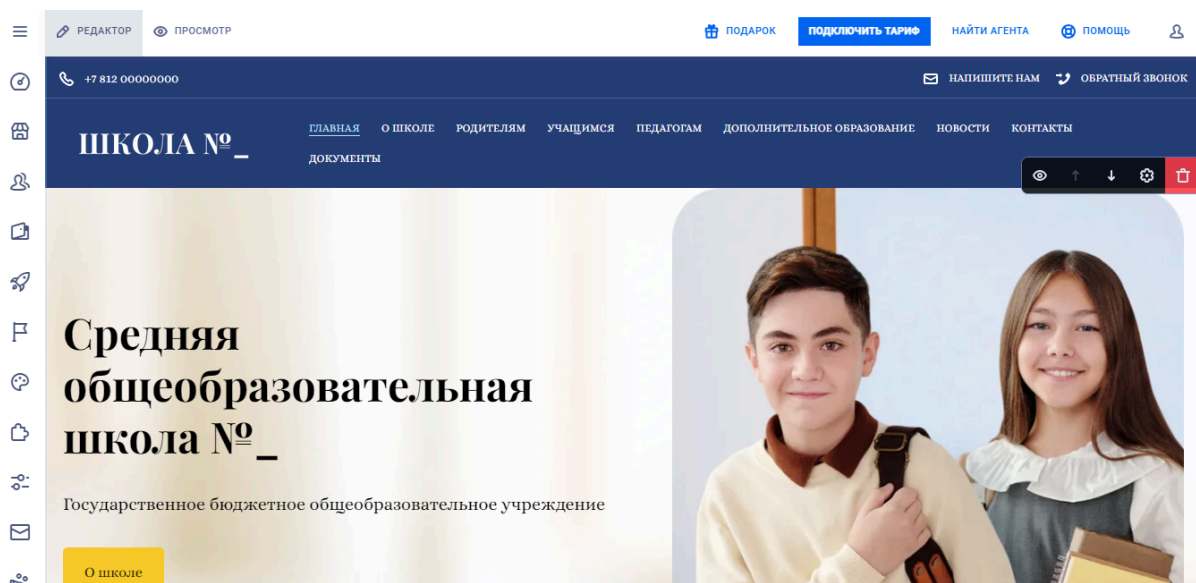 РЕДАКТОР ПРОСМОТР ПОДАРОК ПОДКЛЮЧИТЬ ТАРИФ НАЙТИ АГЕНТА ПОМОЩЬ
+7 812 00000000 НАПИШИТЕ НАМ ОБРАТНЫЙ ЗВОНОК
ШКОЛА №_
ГЛАВНАЯ О ШКОЛЕ РОДИТЕЛЯМ УЧАЩИМСЯ ПЕДАГОГАМ ДОПОЛНИТЕЛЬНОЕ ОБРАЗОВАНИЕ НОВОСТИ КОНТАКТЫ
ДОКУМЕНТЫ
Средняя
общеобразовательная
школа №_
Государственное бюджетное общеобразовательное учреждение
О школе